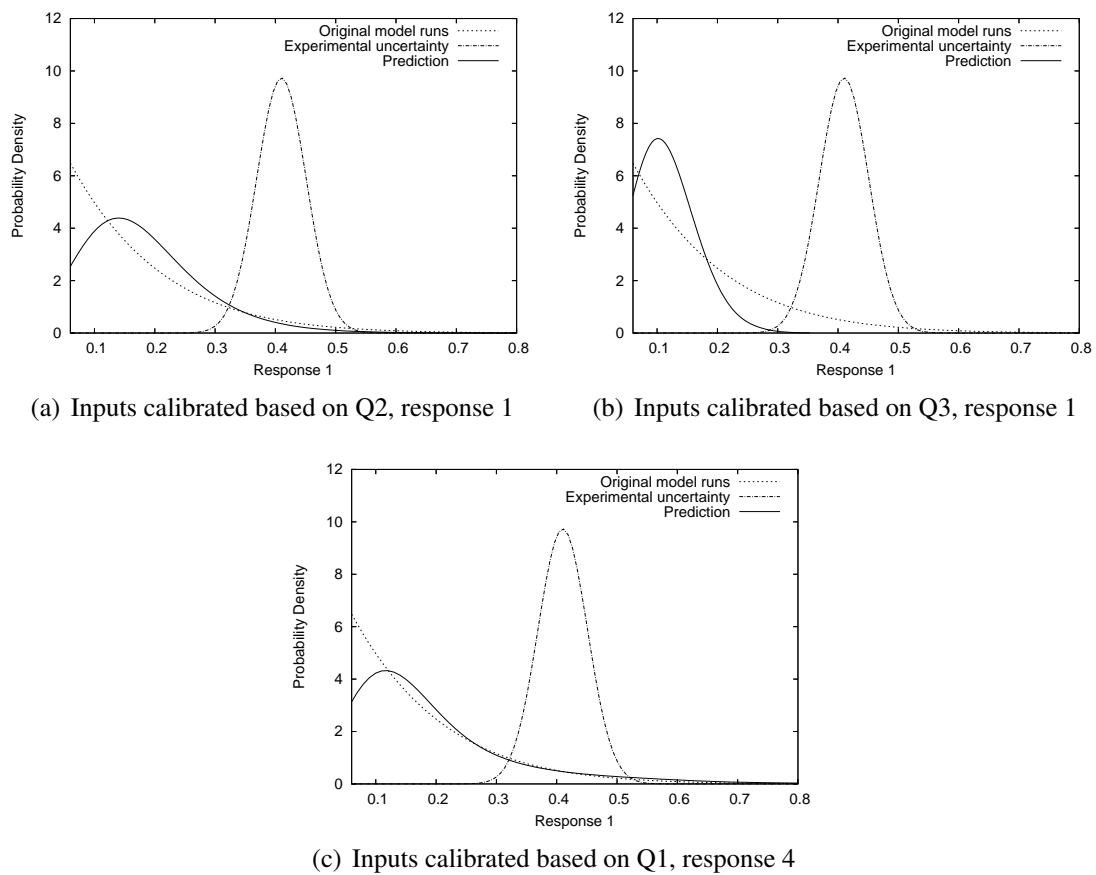 12
10
8
6
4
2
0
Probability Density
Original model runs
Experimental uncertainty
Prediction
0.1 0.2 0.3 0.4 0.5 0.6 0.7 0.8
Response 1
(a) Inputs calibrated based on Q2, response 1
12
10
8
6
4
2
0
Probability Density
Original model runs
Experimental uncertainty
Prediction
0.1 0.2 0.3 0.4 0.5 0.6 0.7 0.8
Response 1
(b) Inputs calibrated based on Q3, response 1
12
10
8
6
4
2
0
Probability Density
Original model runs
Experimental uncertainty
Prediction
0.1 0.2 0.3 0.4 0.5 0.6 0.7 0.8
Response 1
(c) Inputs calibrated based on Q1, response 4